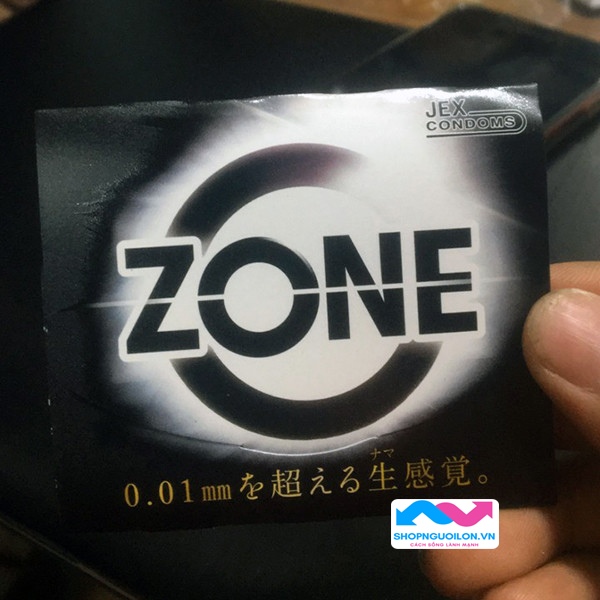 JEX
CONDOMS
ZONE
ナマ
0.01mmを超える生感覚。
SHOPNGUOILON.VN
CÁCH SỐNG LÀNH MẠNH